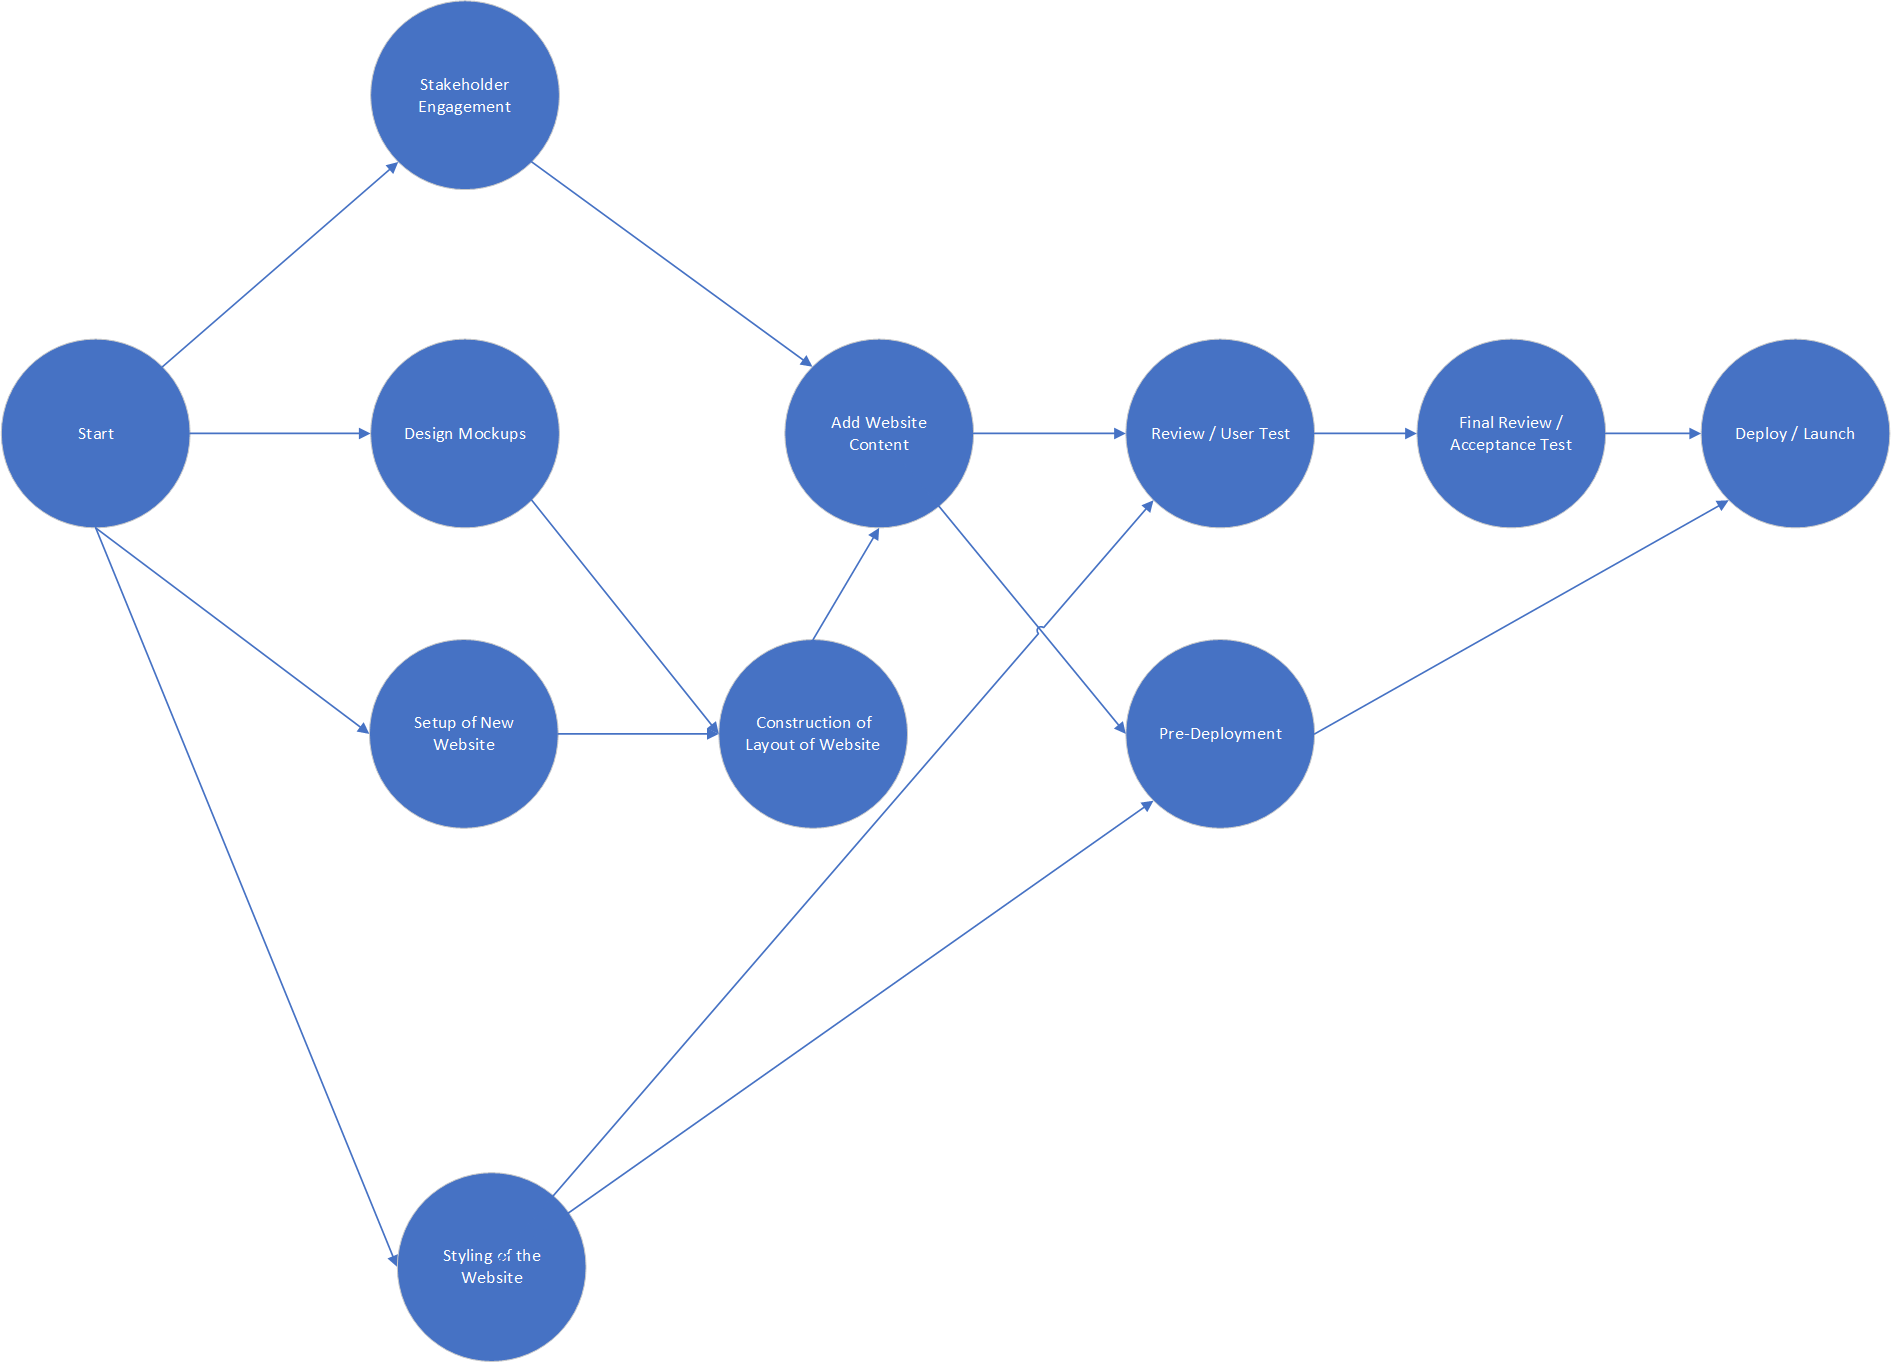 Stakeholder
Engagement
Start
Design Mockups
Add Website
Content
Review / User Test
Final Review /
Acceptance Test
Deploy / Launch
Setup of New
Website
Construction of
Layout of Website
Pre-Deployment
Styling of the
Website